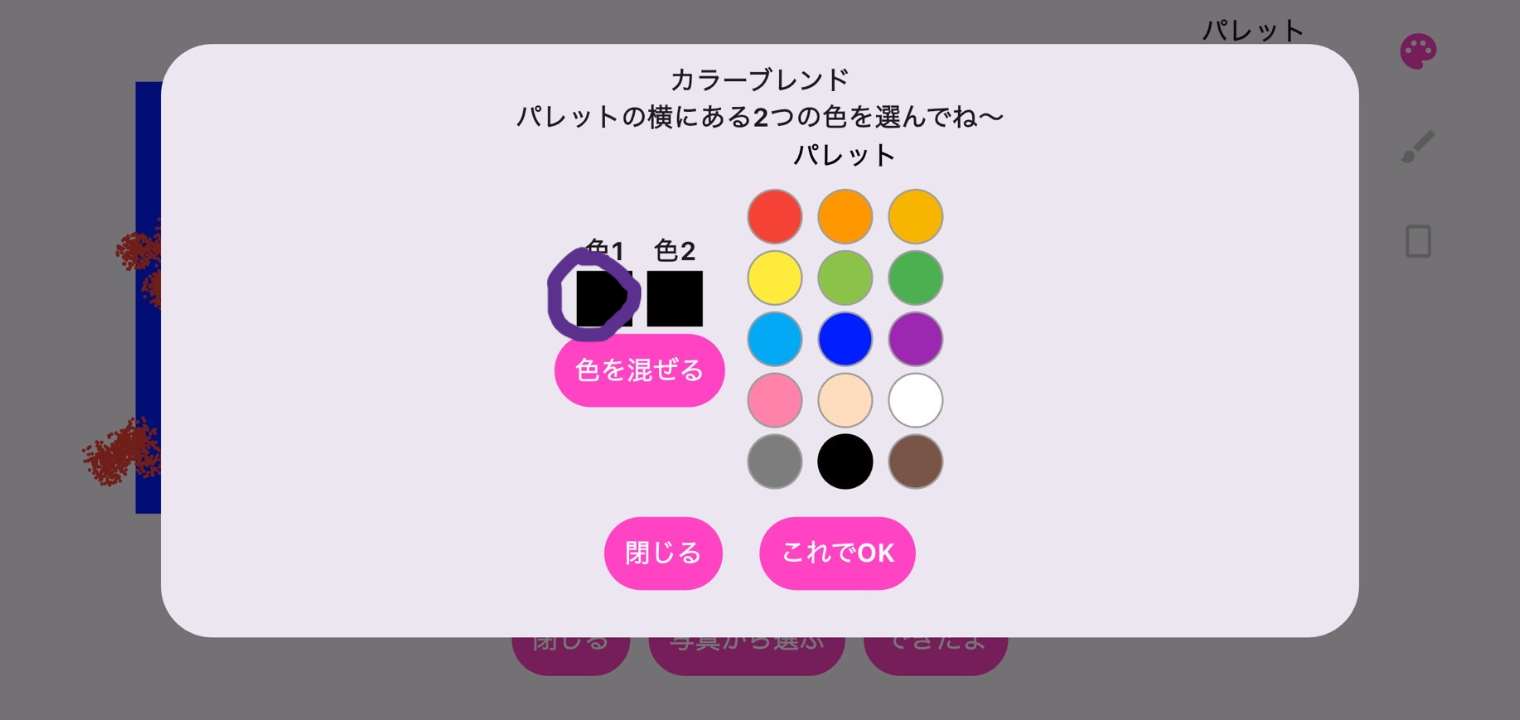 パレット
カラーブレンド
パレットの横にある2つの色を選んでね〜
パレット
色1 色2
色を混ぜる
閉じる これでOK
閉じる 写真から選ぶ できたよ